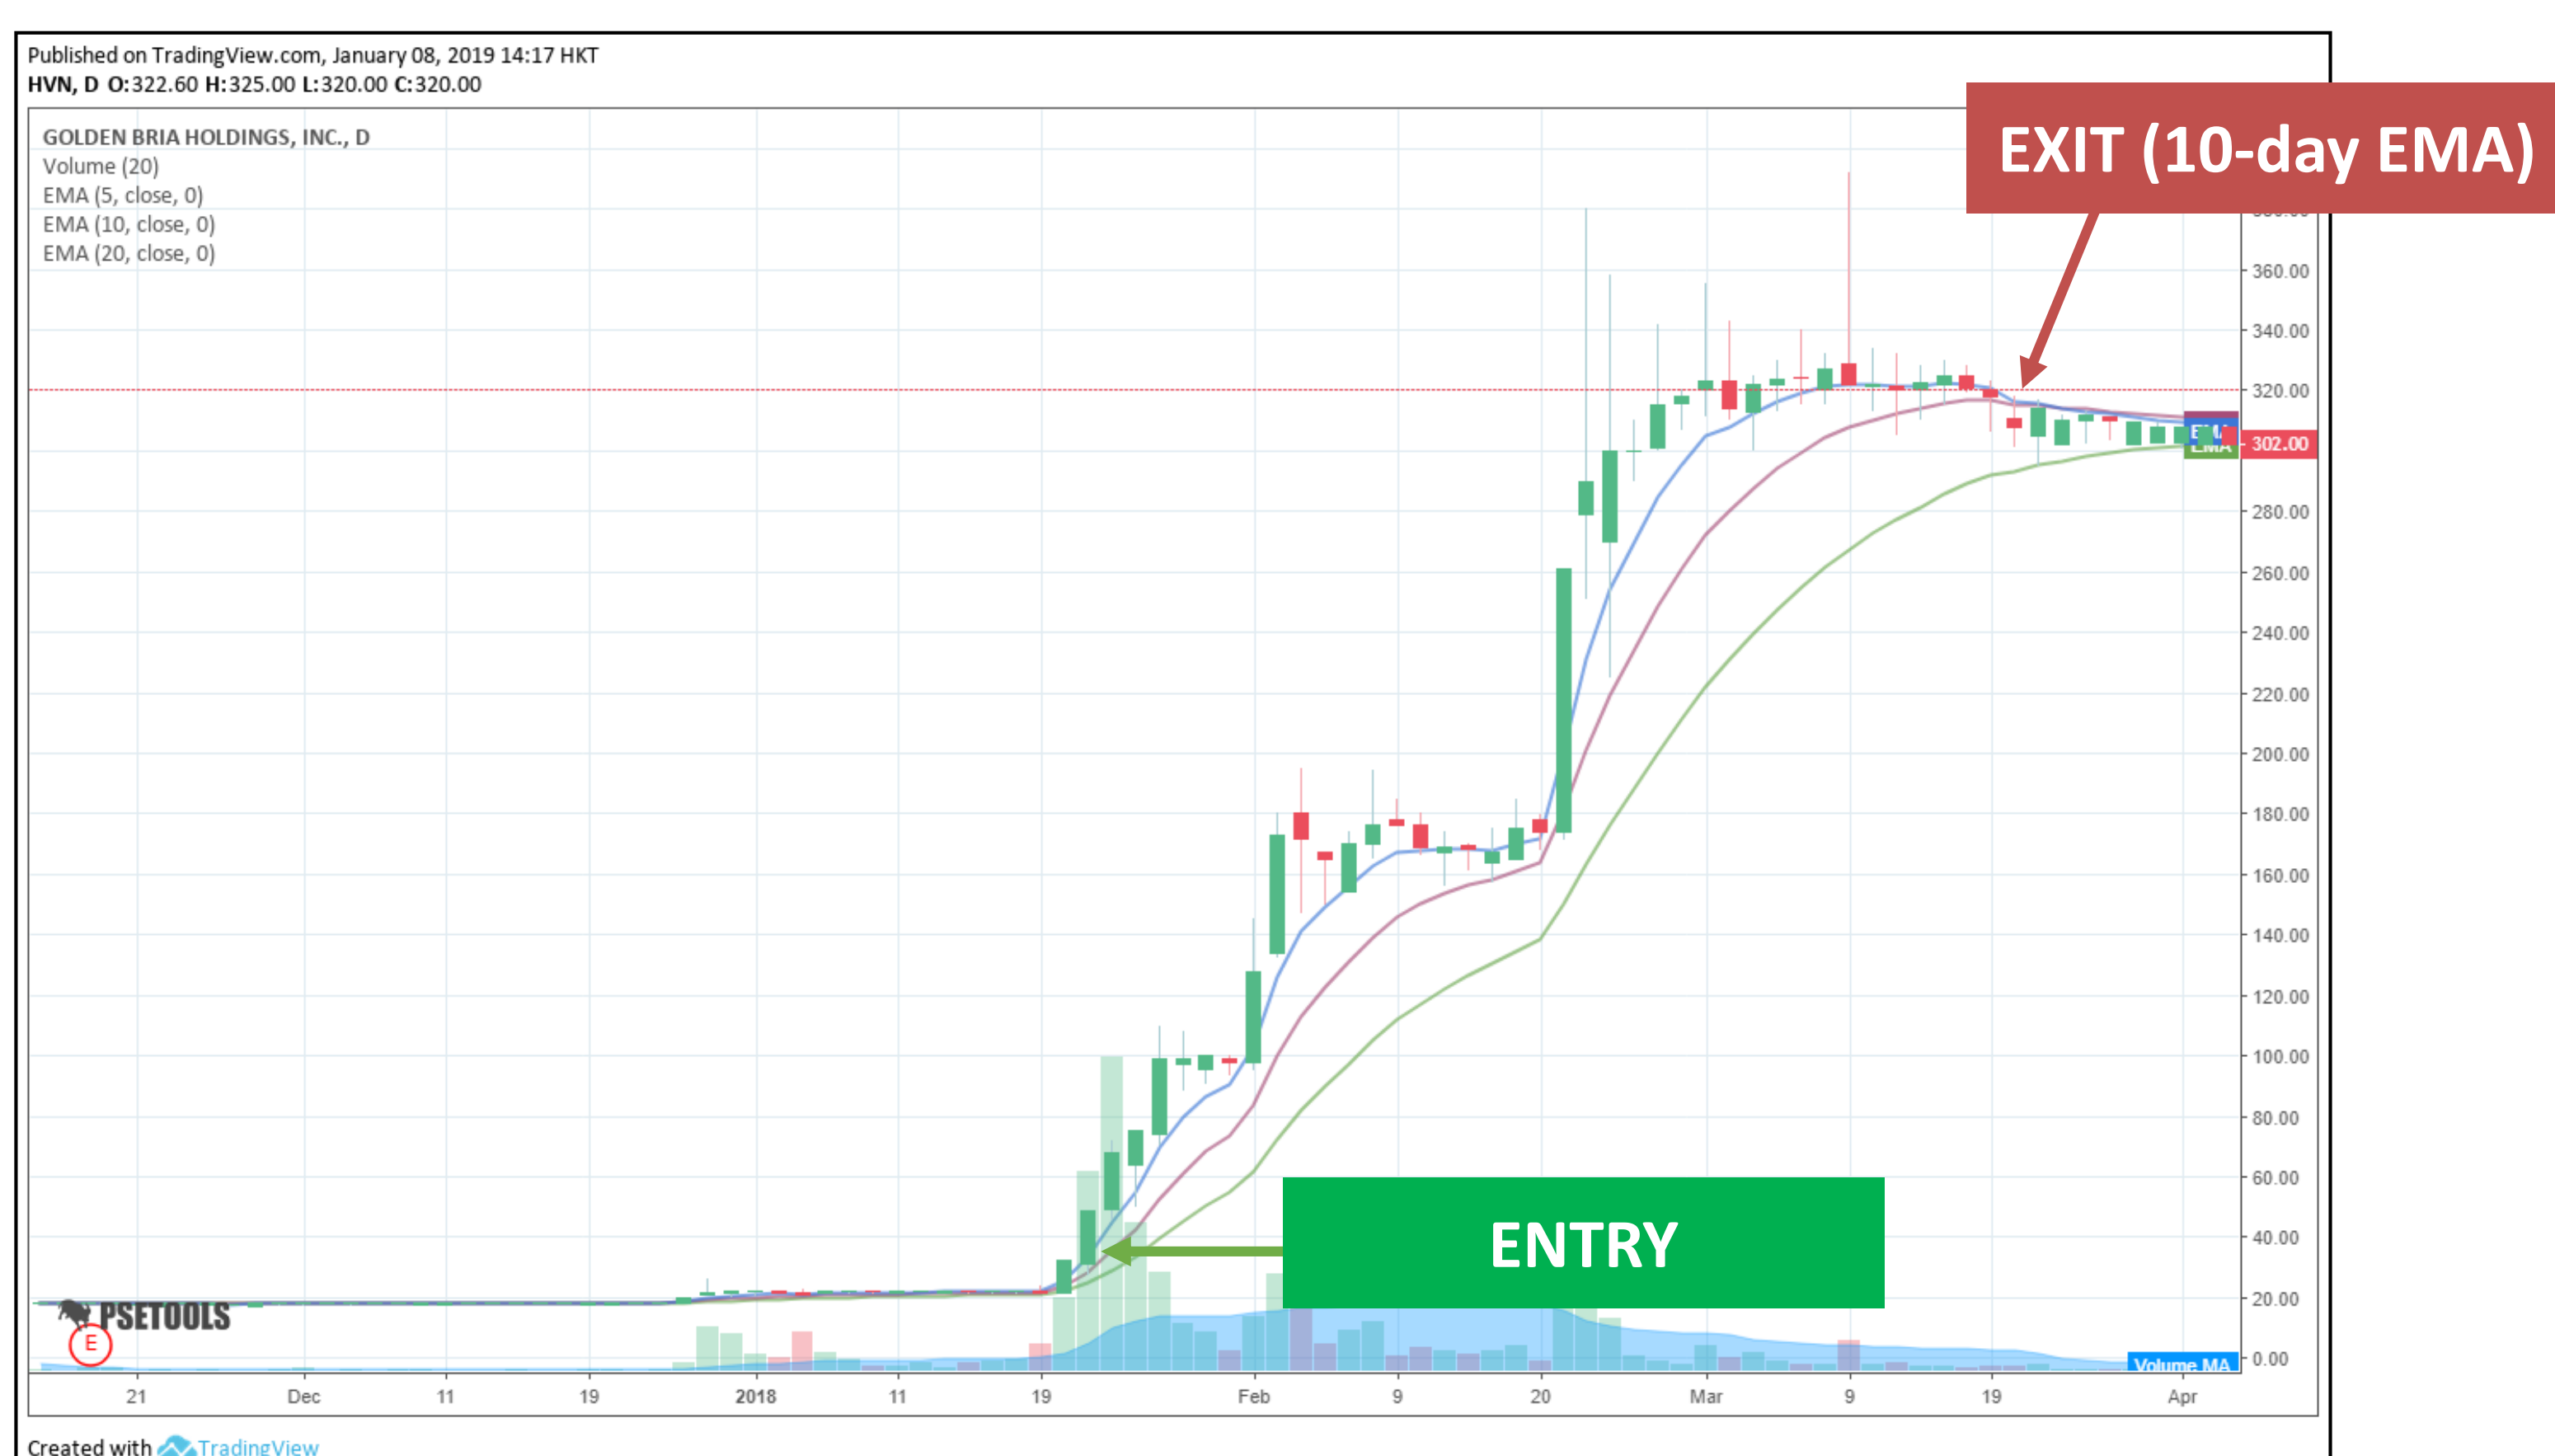 Published on TradingView.com, January 08, 2019 14:17 HKT
HVN, D O:322.60 H:325.00 L:320.00 C:320.00
GOLDEN BRIA HOLDINGS, INC., D
Volume (20)
EMA (5, close, 0)
EMA (10, close, 0)
EMA (20, close, 0)
EXIT (10-day EMA)
360.00
340.00
320.00
EMA
302.00
EMA
280.00
260.00
240.00
220.00
200.00
180.00
160.00
140.00
120.00
100.00
80.00
60.00
ENTRY
40.00
20.00
PSETOOLS
E
Volume MA
0.00
21 Dec 11 19 2018 11 19 Feb 9 20 Mar 9 19 Apr
Created with TradingView